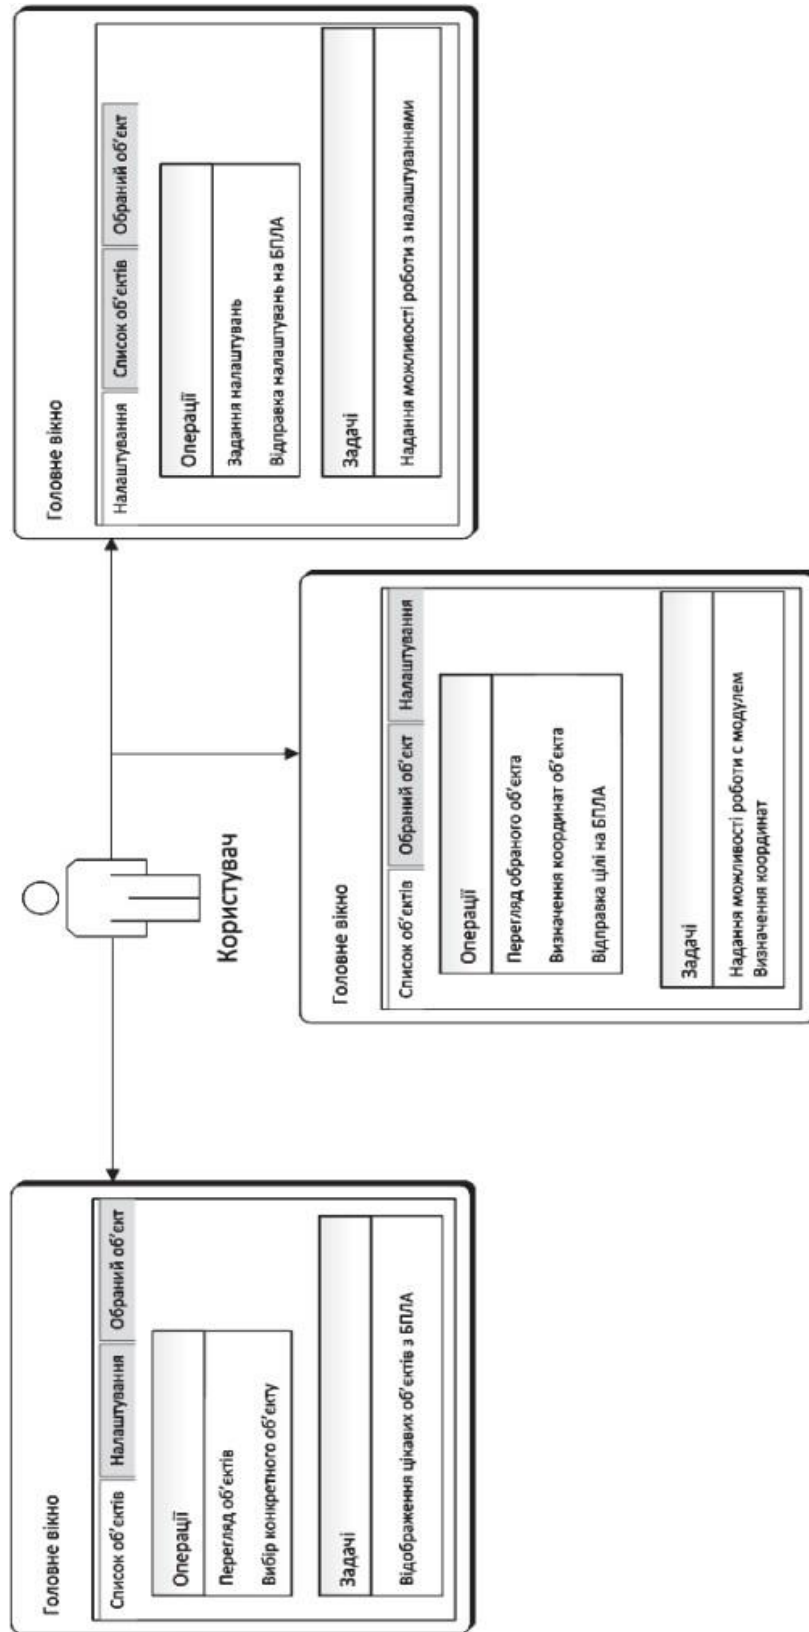 Головне вікно
Список об'єктів Налаштування Обраний об'єкт
Операції
Перегляд об'єктів
Вибір конкретного об'єкту
Задачі
Відображення цікавих об'єктів з БПЛА
Користувач
Головне вікно
Список об'єктів Обраний об'єкт Налаштування
Операції
Перегляд обраного об'єкта
Визначення координат об'єкта
Відправка цілі на БПЛА
Задачі
Надання можливості роботи с модулем
Визначення координат
Головне вікно
Налаштування Список об'єктів Обраний об'єкт
Операції
Задання налаштувань
Відправка налаштувань на БПЛА
Задачі
Надання можливості роботи з налаштуваннями